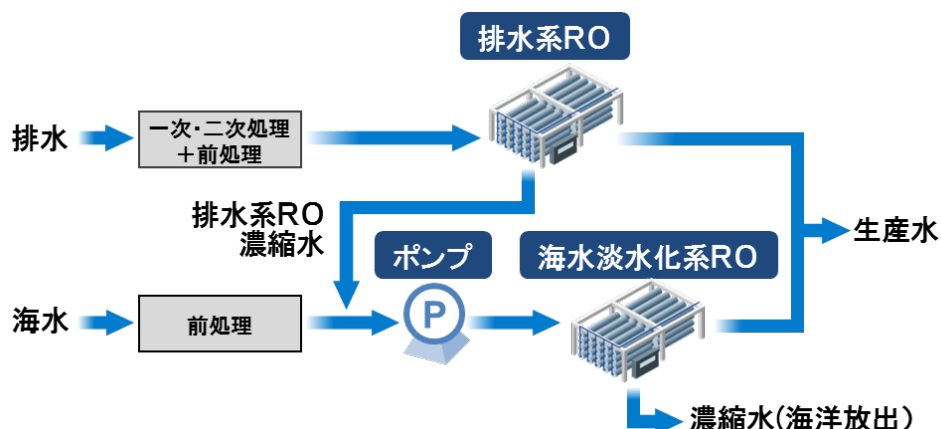 排水系RO
排水
一次・二次処理
＋前処理
排水系RO
濃縮水
生産水
ポンプ
海水淡水化系RO
海水
前処理
P
濃縮水(海洋放出)